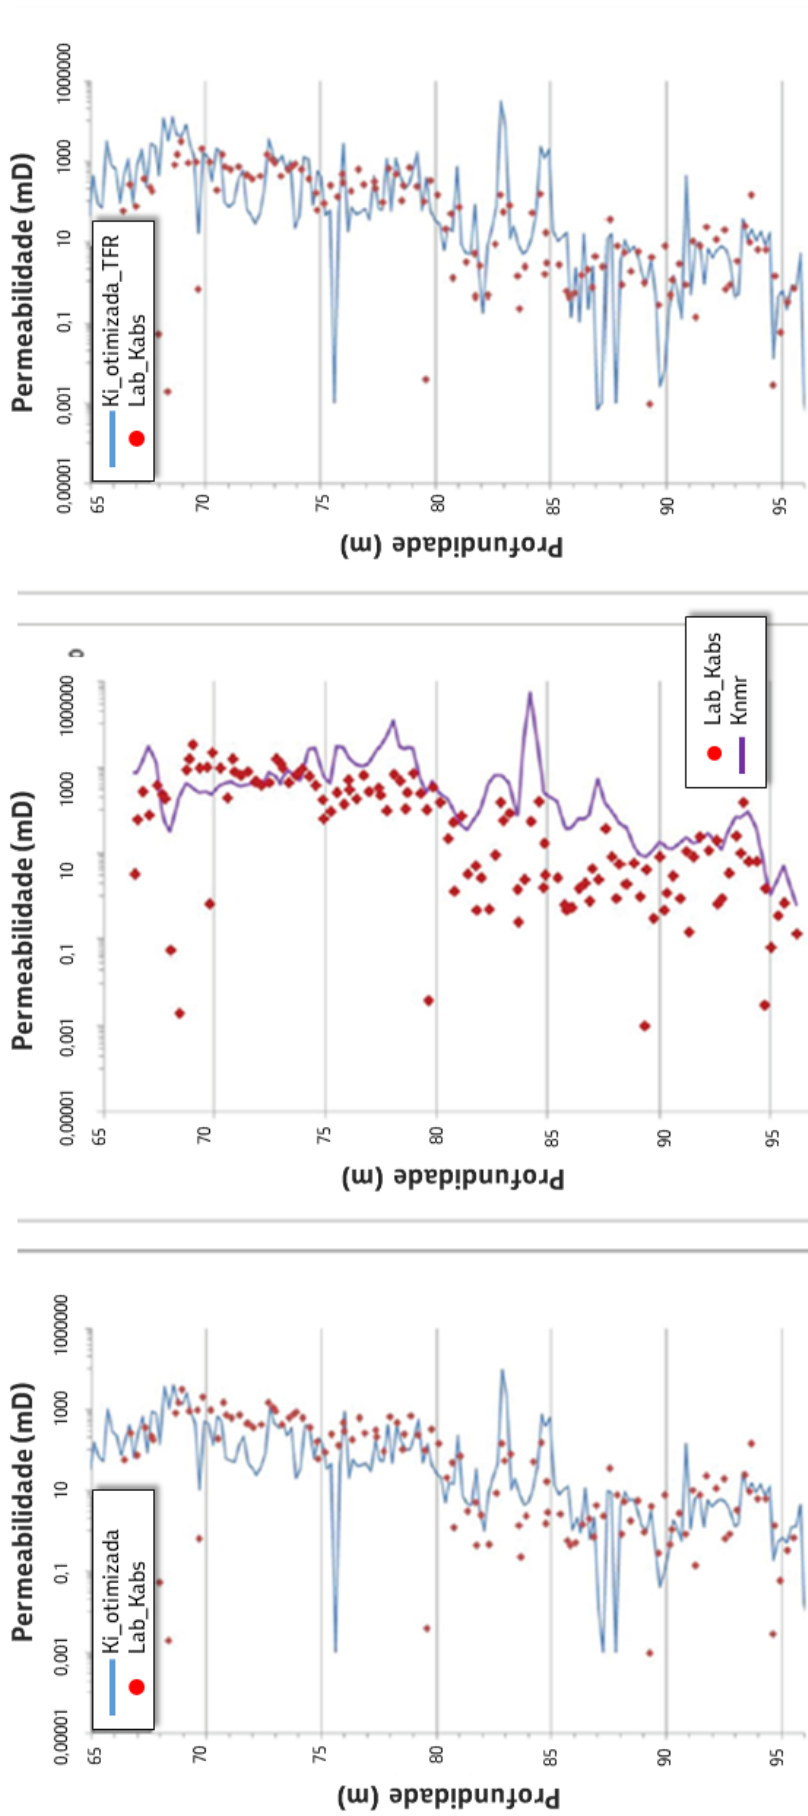 Permeabilidade (mD)
0,00001 0,001 0,1 10 1000 1000000
Ki_otimizada
Lab_Kabs
65
70
75
80
85
90
95
Profundidade (m)
Permeabilidade (mD)
0,00001 0,001 0,1 10 1000 1000000
65
70
75
80
85
90
95
Profundidade (m)
Lab_Kabs
Knmr
Permeabilidade (mD)
0,00001 0,001 0,1 10 1000 1000000
Ki_otimizada_TFR
Lab_Kabs
65
70
75
80
85
90
95
Profundidade (m)